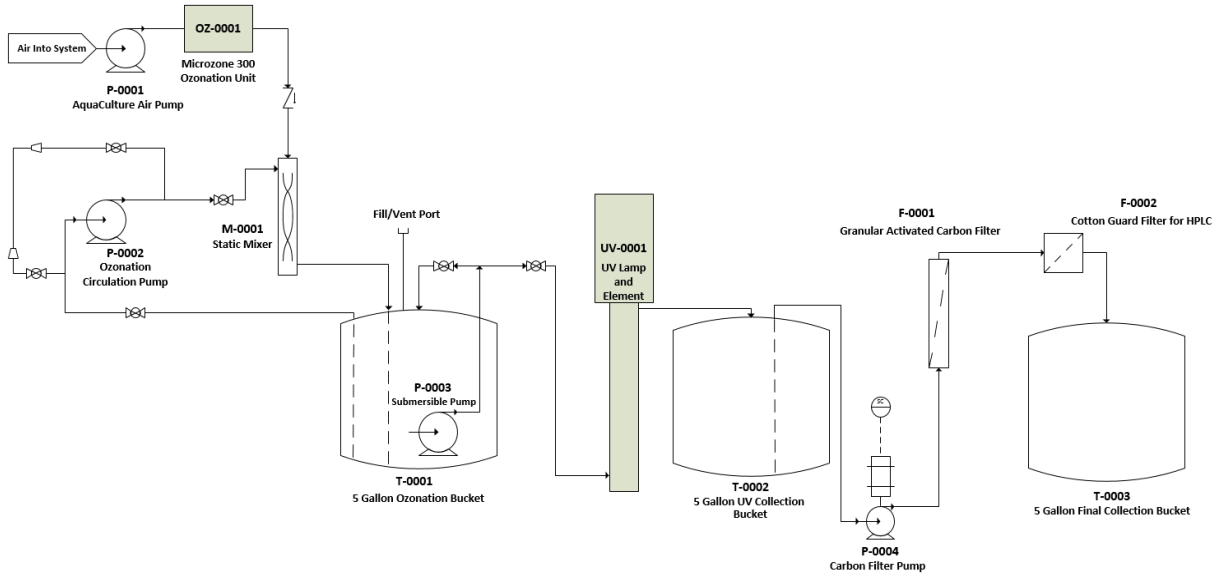 Air Into System
OZ-0001
Microzone 300
Ozonation Unit
P-0001
AquaCulture Air Pump
P-0002
Ozonation
Circulation Pump
M-0001
Static Mixer
Fill/Vent Port
P-0003
Submersible Pump
T-0001
5 Gallon Ozonation Bucket
UV-0001
UV Lamp
and
Element
T-0002
5 Gallon UV Collection
Bucket
SC
P-0004
Carbon Filter Pump
F-0001
Granular Activated Carbon Filter
F-0002
Cotton Guard Filter for HPLC
T-0003
5 Gallon Final Collection Bucket